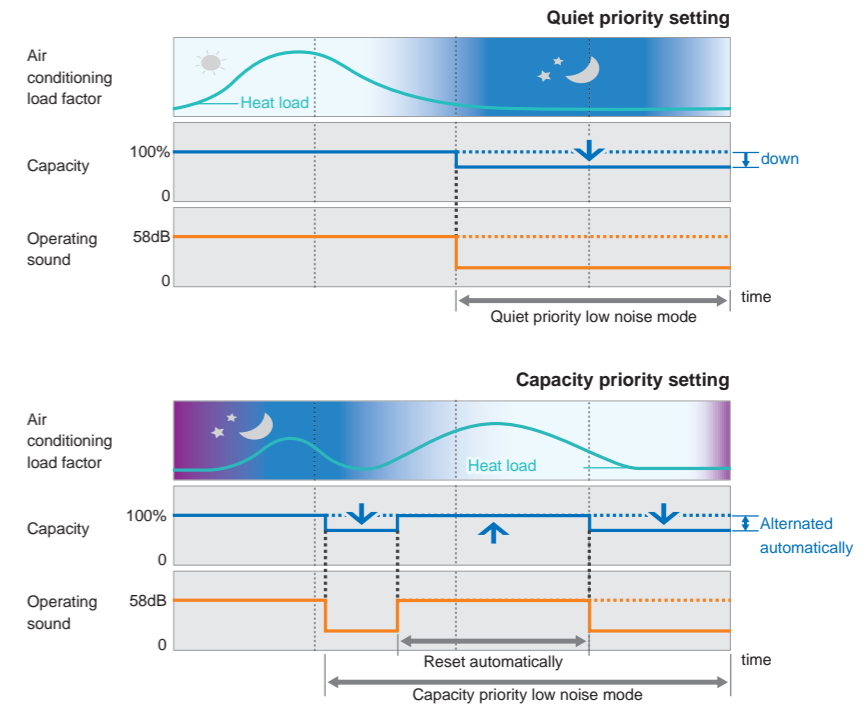 Quiet priority setting
Air
conditioning
load factor
Heat load
Capacity
100%
0
down
Operating
sound
58dB
0
time
Quiet priority low noise mode
Capacity priority setting
Air
conditioning
load factor
Heat load
Capacity
100%
0
Alternated
automatically
Operating
sound
58dB
0
Reset automatically
time
Capacity priority low noise mode